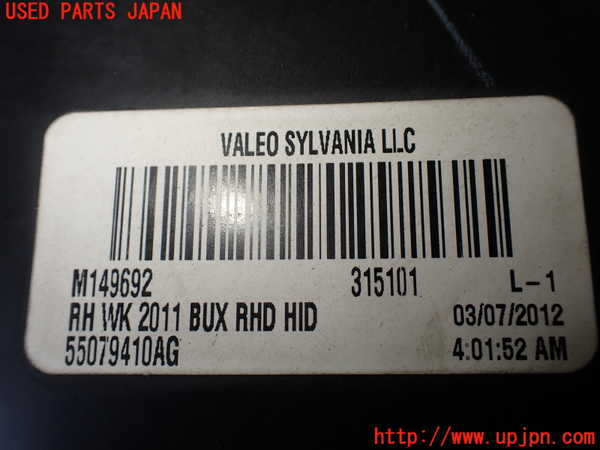 USED PARTS JAPAN
VALEO SYLVANIA LLC
M149692 315101 L-1
RH WK 2011 BUX RHD HID 03/07/2012
55079410AG 4:01:52 AM
UPJ
http://www.upjpn.com/